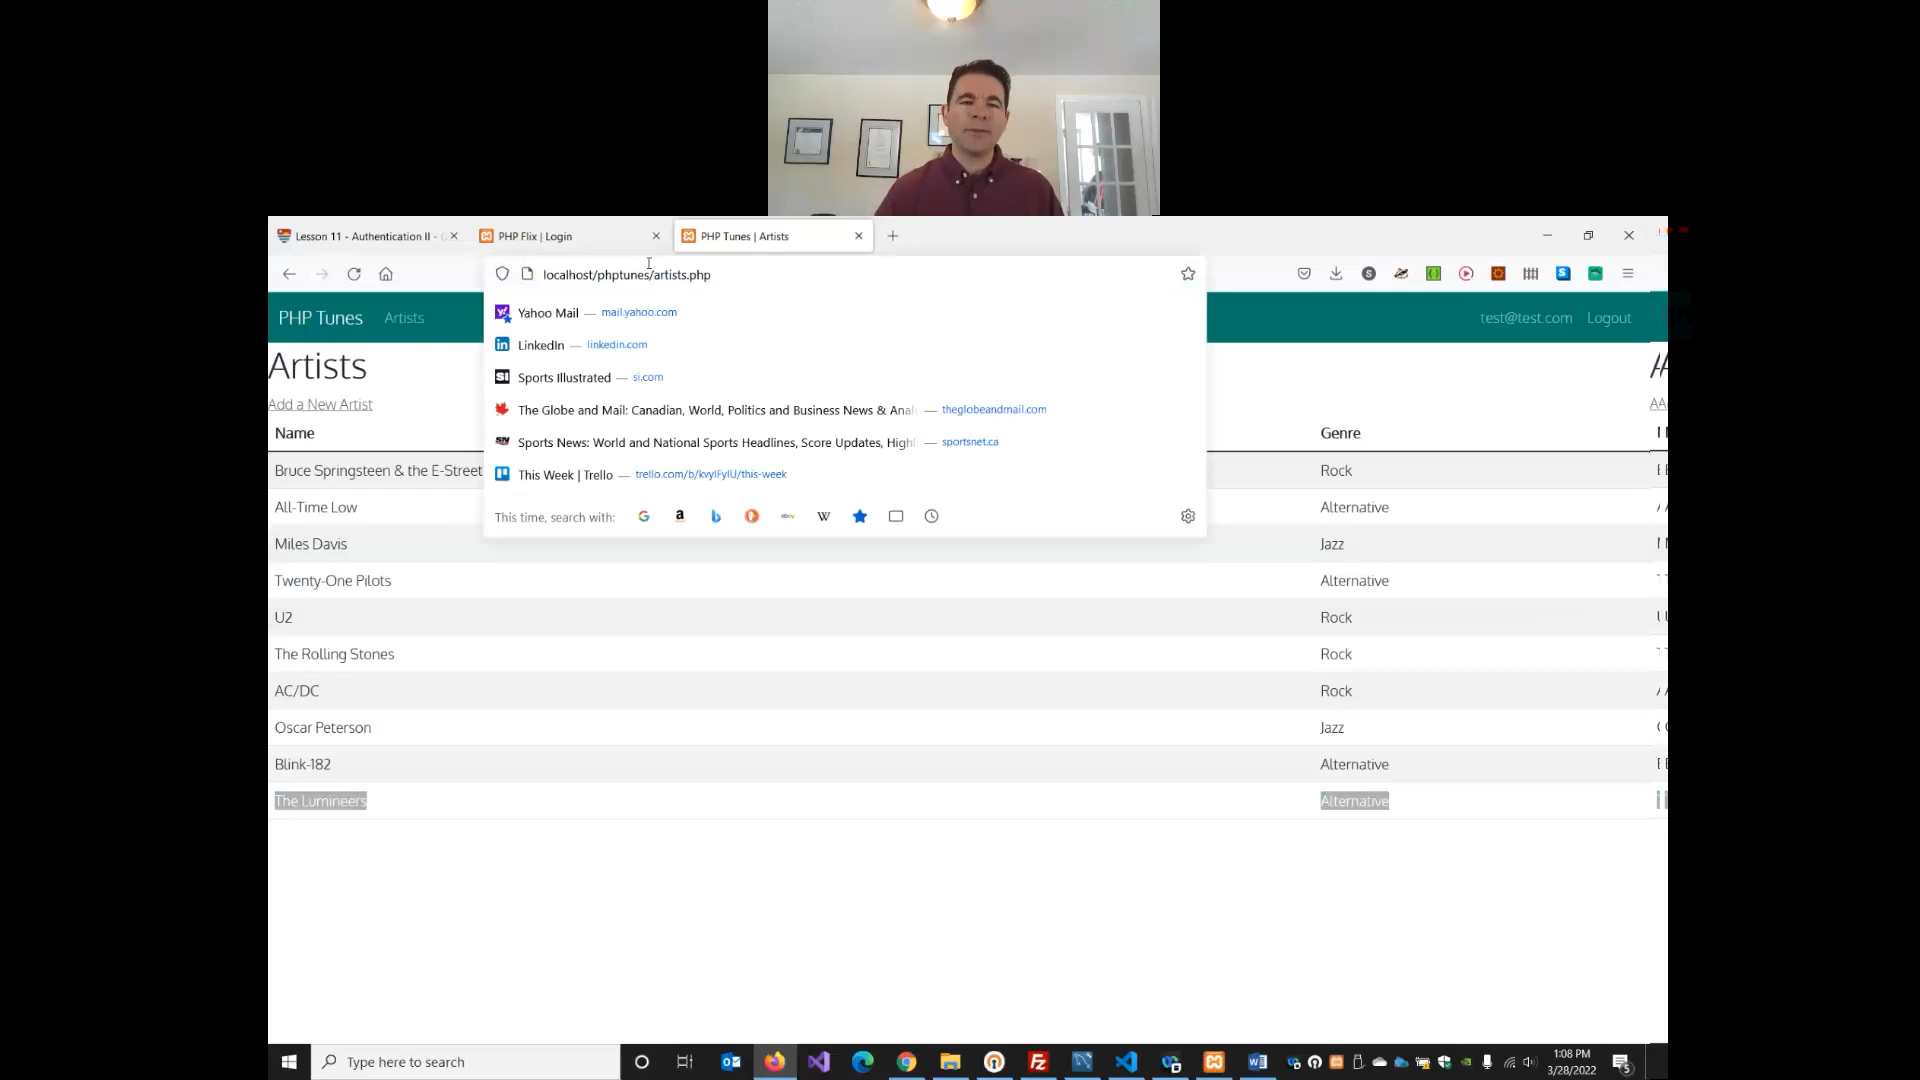 Lesson 11 - Authentication II - (
PHP Flix | Login
PHP Tunes | Artists
localhost/phptunes/artists.php
PHP Tunes
Artists
test@test.com
Logout
Yahoo Mail — mail.yahoo.com
LinkedIn — linkedin.com
Sports Illustrated — si.com
The Globe and Mail: Canadian, World, Politics and Business News & Anal — theglobeandmail.com
Sports News: World and National Sports Headlines, Score Updates, High — sportsnet.ca
This Week | Trello — trello.com/b/kvylFylU/this-week
This time, search with:
Artists
Add a New Artist
Name Genre
Bruce Springsteen & the E-Street Rock
All-Time Low Alternative
Miles Davis Jazz
Twenty-One Pilots Alternative
U2 Rock
The Rolling Stones Rock
AC/DC Rock
Oscar Peterson Jazz
Blink-182 Alternative
The Lumineers Alternative
Type here to search
1:08 PM
3/28/2022
5